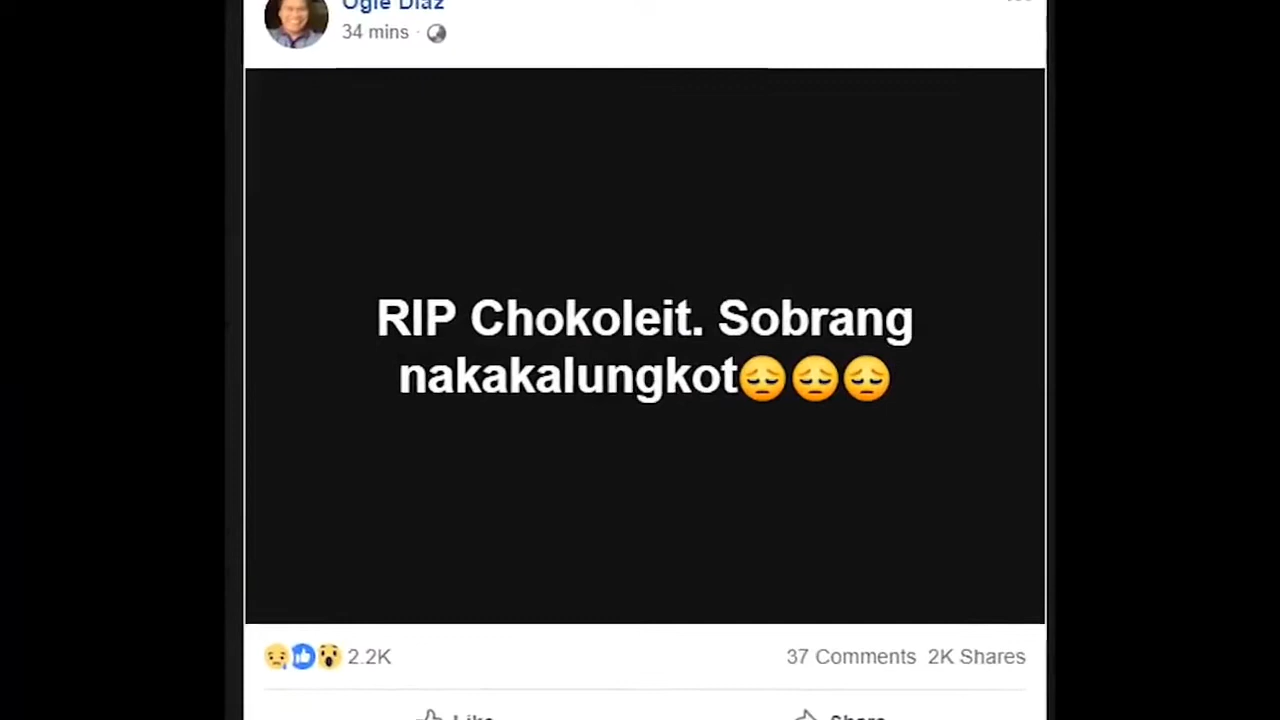 Ogie Diaz
34 mins ·
RIP Chokoleit. Sobrang
nakakalungkot😔😔😔
2.2K
37 Comments 2K Shares
Like
Share